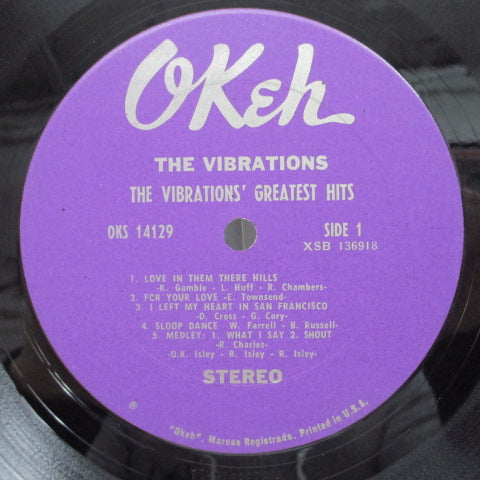 OKeh
THE VIBRATIONS
THE VIBRATIONS' GREATEST HITS
OKS 14129 SIDE 1
XSB 136918
1. LOVE IN THEM THERE HILLS
-K. Gamble - L. Huff - R. Chambers-
2. FOR YOUR LOVE -E. Townsend-
3. I LEFT MY HEART IN SAN FRANCISCO
-D. Cross - G. Cory-
4. SLOOP DANCE W. Farrell - B. Russell-
5. MEDLEY: 1. WHAT I SAY 2. SHOUT
-R. Charles-
-O.K. Isley - R. Isley - R. Isley-
STEREO
℗ "Okeh", Marcas Registrada. Printed in U.S.A.